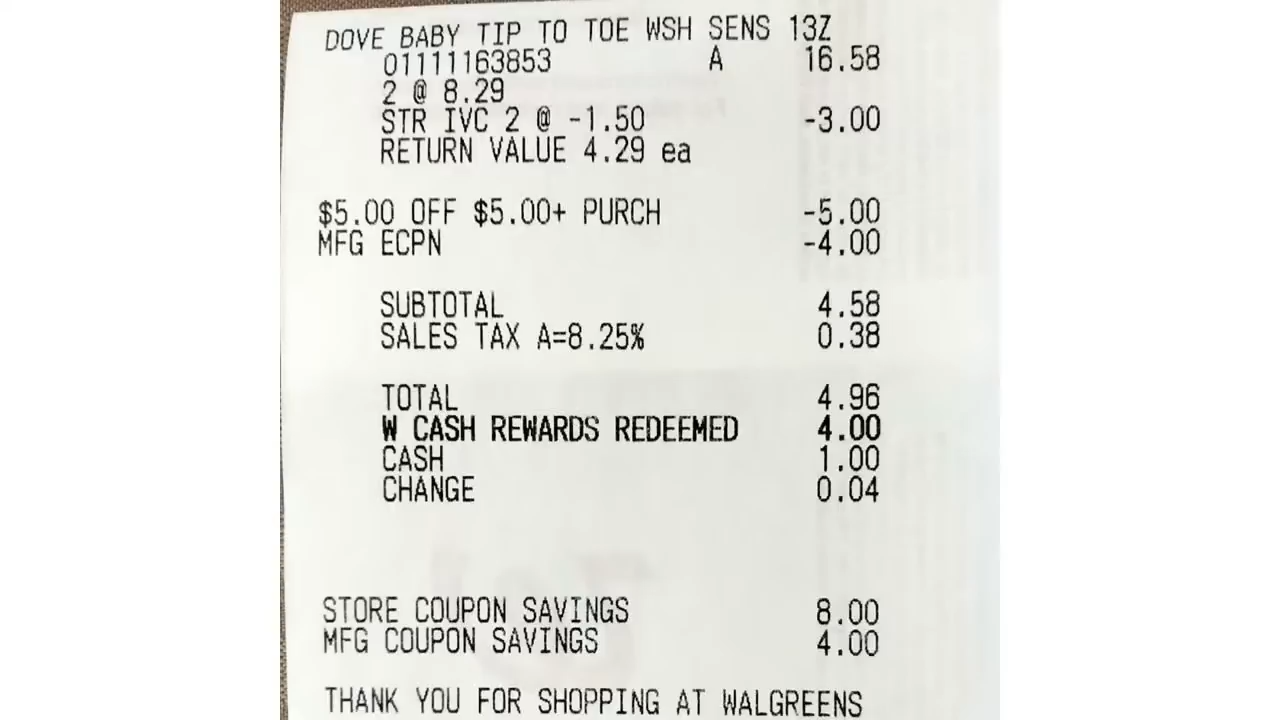 DOVE BABY TIP TO TOE WSH SENS 13Z
01111163853 A 16.58
2 @ 8.29
STR IVC 2 @ -1.50 -3.00
RETURN VALUE 4.29 ea
$5.00 OFF $5.00+ PURCH -5.00
MFG ECPN -4.00
SUBTOTAL 4.58
SALES TAX A=8.25% 0.38
TOTAL 4.96
W CASH REWARDS REDEEMED 4.00
CASH 1.00
CHANGE 0.04
STORE COUPON SAVINGS 8.00
MFG COUPON SAVINGS 4.00
THANK YOU FOR SHOPPING AT WALGREENS